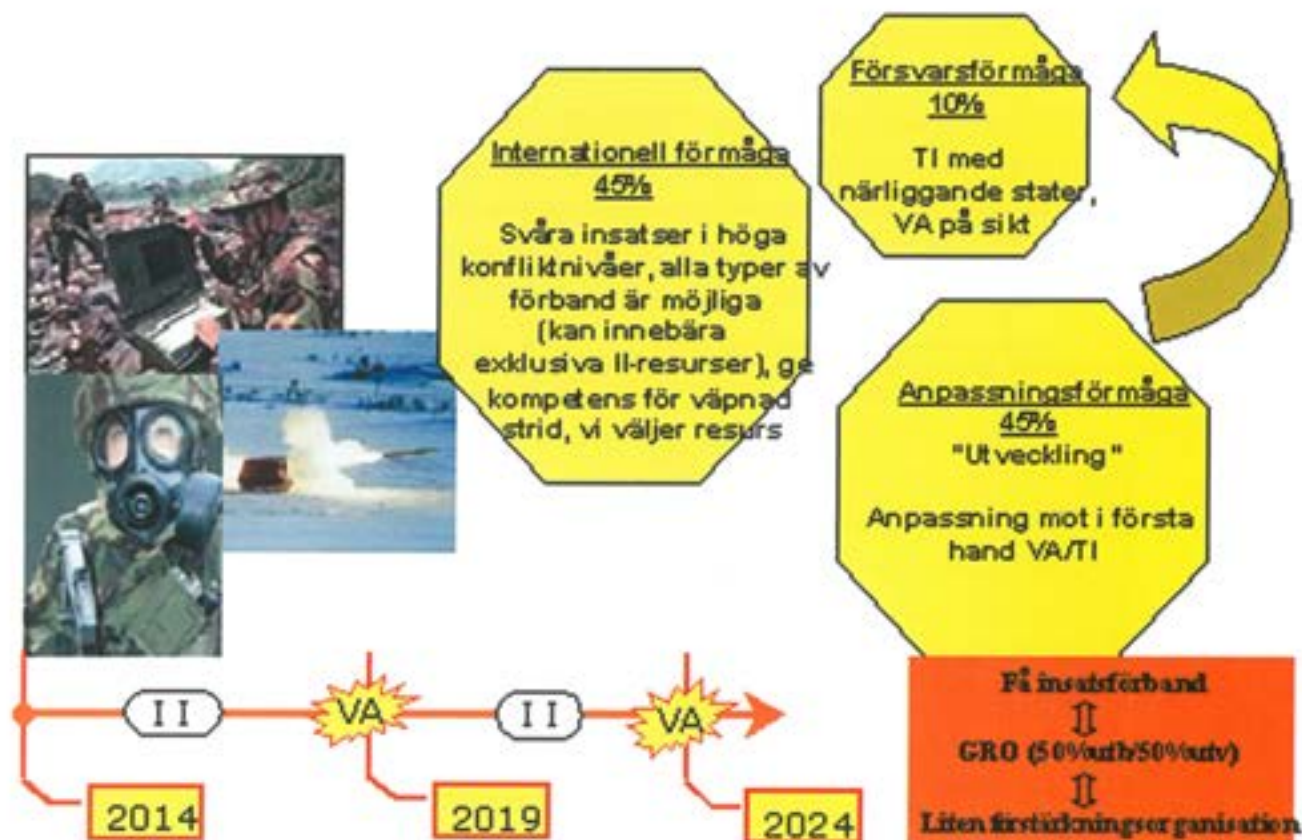 Internationell förmåga
45%
Svåra insatser i höga
konfliktnivåer, alla typer av
förband är möjliga
(kan innebära
exklusiva II-resurser), ge
kompetens för väpnad
strid, vi väljer resurs
Försvarsförmåga
10%
TI med
närliggande stater,
VA på sikt
Anpassningsförmåga
45%
"Utveckling"
Anpassning mot i första
hand VA/TI
Få insatsförband
GRO (50%utb/50%utv)
Liten förstärkningsorganisation
II
VA
II
VA
2014
2019
2024